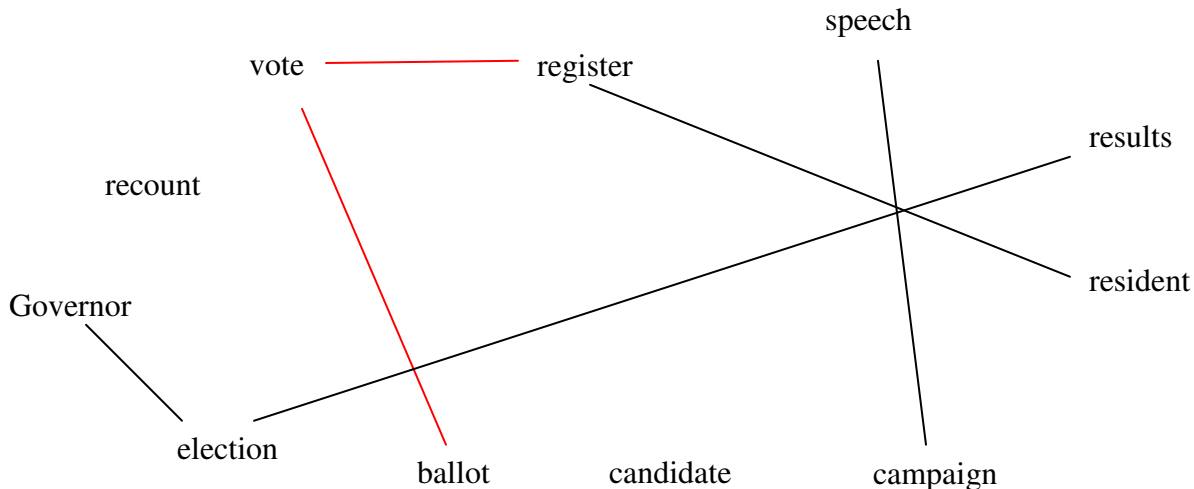 speech
vote
register
results
recount
resident
Governor
election
ballot
candidate
campaign